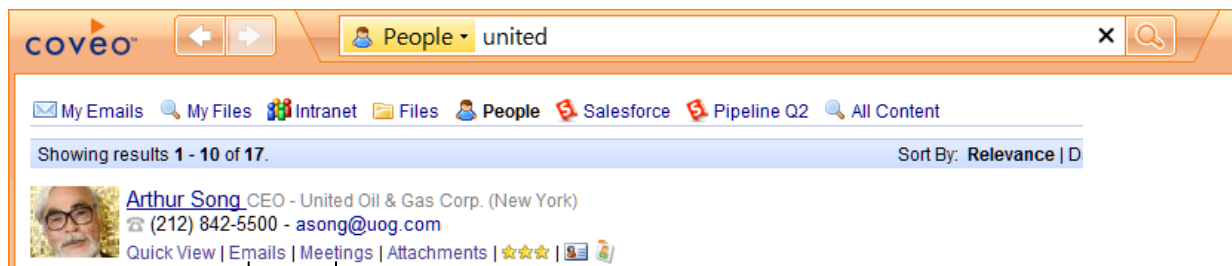 coveo™ People united
My Emails My Files Intranet Files People Salesforce Pipeline Q2 All Content
Showing results 1 - 10 of 17. Sort By: Relevance | D
Arthur Song CEO - United Oil & Gas Corp. (New York)
(212) 842-5500 - asong@uog.com
Quick View | Emails | Meetings | Attachments |